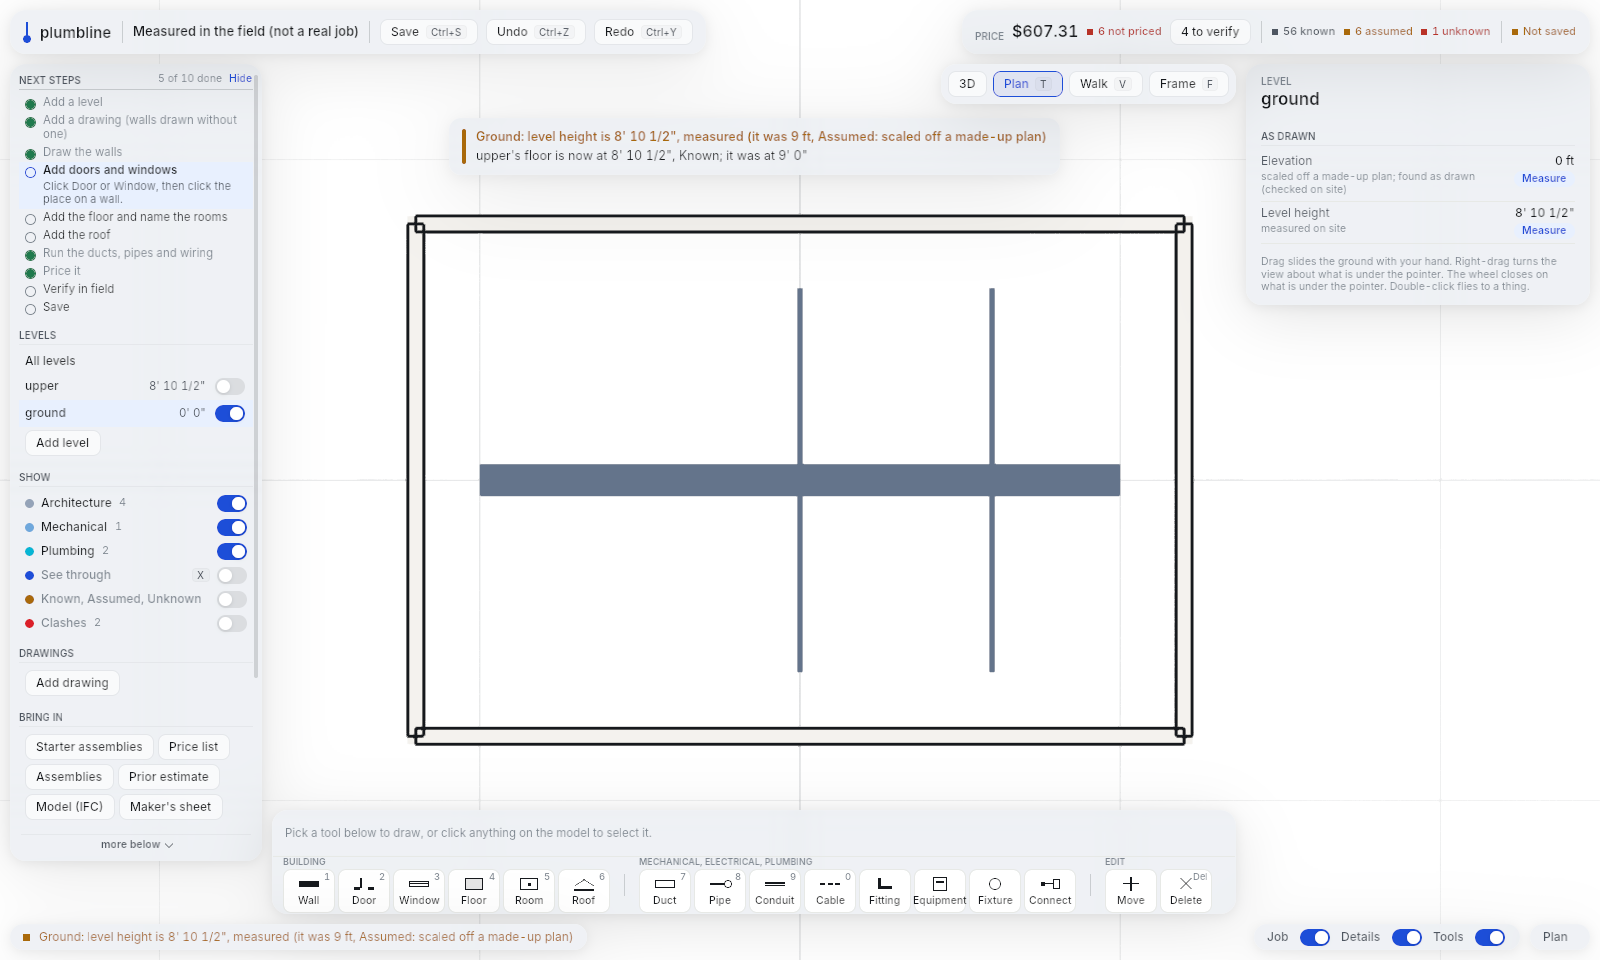 plumbline
Measured in the field (not a real job)
Save Ctrl+S
Undo Ctrl+Z
Redo Ctrl+Y
PRICE $607.31
6 not priced
4 to verify
56 known
6 assumed
1 unknown
Not saved
3D
Plan T
Walk V
Frame F
NEXT STEPS 5 of 10 done Hide
Add a level
Add a drawing (walls drawn without
one)
Draw the walls
Add doors and windows
Click Door or Window, then click the
place on a wall.
Add the floor and name the rooms
Add the roof
Run the ducts, pipes and wiring
Price it
Verify in field
Save
LEVELS
All levels
upper 8' 10 1/2"
ground 0' 0"
Add level
SHOW
Architecture 4
Mechanical 1
Plumbing 2
See through X
Known, Assumed, Unknown
Clashes 2
DRAWINGS
Add drawing
BRING IN
Starter assemblies
Price list
Assemblies
Prior estimate
Model (IFC)
Maker's sheet
more below
Ground: level height is 8' 10 1/2", measured (it was 9 ft, Assumed: scaled off a made-up plan)
upper's floor is now at 8' 10 1/2", Known; it was at 9' 0"
LEVEL
ground
AS DRAWN
Elevation 0 ft
scaled off a made-up plan; found as drawn
(checked on site)
Measure
Level height 8' 10 1/2"
measured on site
Measure
Drag slides the ground with your hand. Right-drag turns the
view about what is under the pointer. The wheel closes on
what is under the pointer. Double-click flies to a thing.
Pick a tool below to draw, or click anything on the model to select it.
BUILDING
1 Wall
2 Door
3 Window
4 Floor
5 Room
6 Roof
MECHANICAL, ELECTRICAL, PLUMBING
7 Duct
8 Pipe
9 Conduit
0 Cable
Fitting
Equipment
Fixture
Connect
EDIT
Move
Del Delete
Ground: level height is 8' 10 1/2", measured (it was 9 ft, Assumed: scaled off a made-up plan)
Job
Details
Tools
Plan